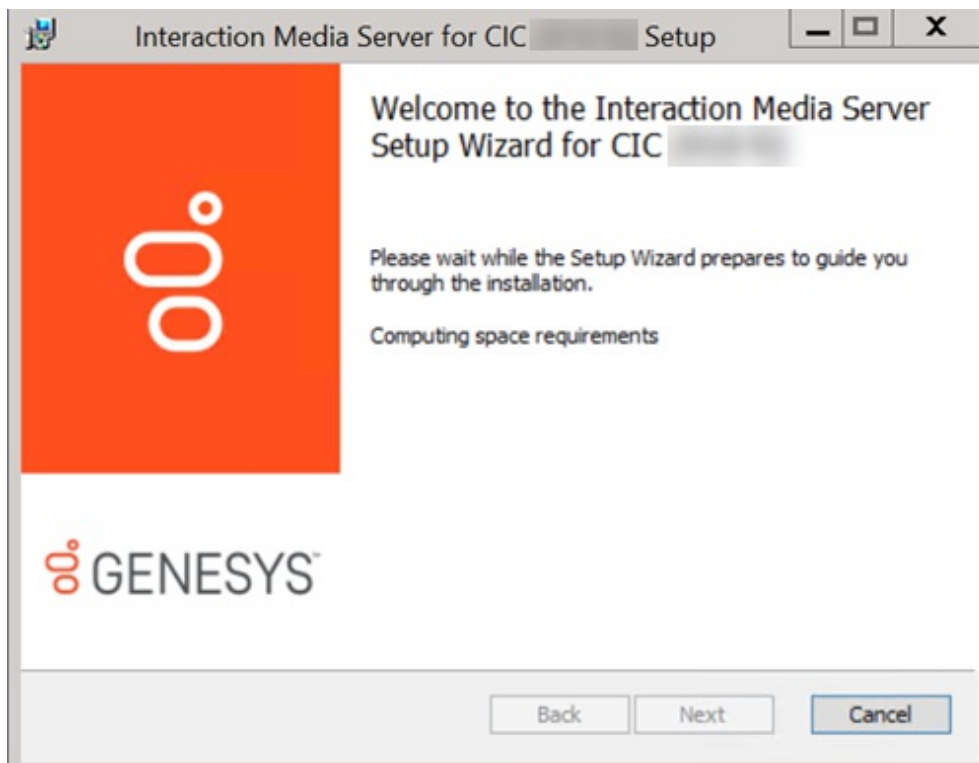 Interaction Media Server for CIC Setup
Welcome to the Interaction Media Server
Setup Wizard for CIC
Please wait while the Setup Wizard prepares to guide you
through the installation.
Computing space requirements
GENESYS™
Back Next Cancel